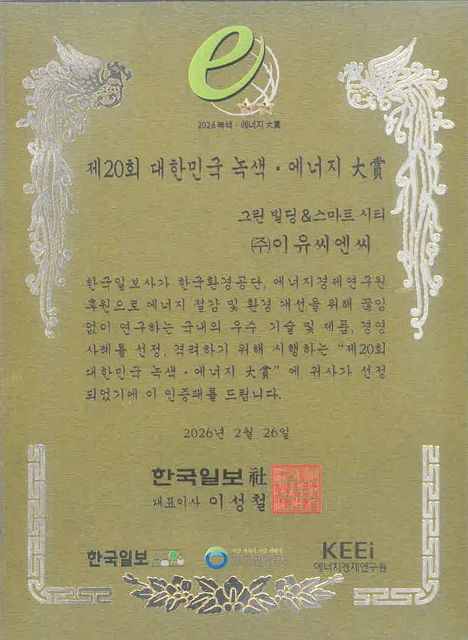 e
2026 녹색·에너지 大賞
제20회 대한민국 녹색·에너지 大賞
그린 빌딩&스마트 시티
㈜이유씨엔씨
한국일보사가 한국환경공단, 에너지경제연구원
후원으로 에너지 절감 및 환경 개선을 위해 끊임
없이 연구하는 국내의 우수 기술 및 제품, 경영
사례를 선정, 격려하기 위해 시행하는 "제20회
대한민국 녹색·에너지 大賞" 에 귀사가 선정
되었기에 이 인증패를 드립니다.
2026년 2월 26일
한국일보社
대표이사 이성철
한국일보
KEEi
에너지경제연구원